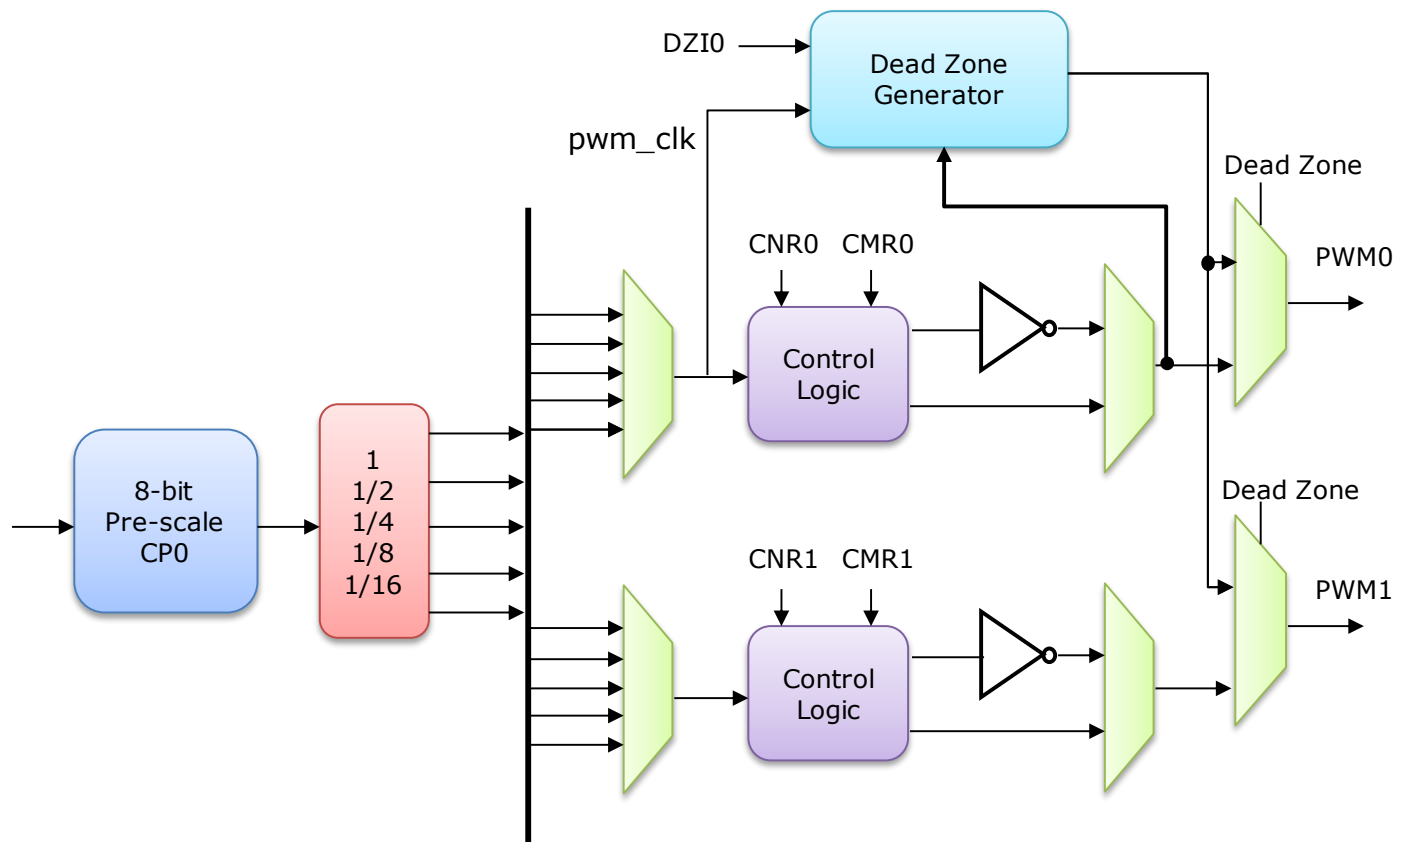 DZI0
Dead Zone
Generator
pwm_clk
Dead Zone
CNR0
CMR0
PWM0
Control
Logic
8-bit
Pre-scale
CP0
1
1/2
1/4
1/8
1/16
Dead Zone
CNR1
CMR1
PWM1
Control
Logic